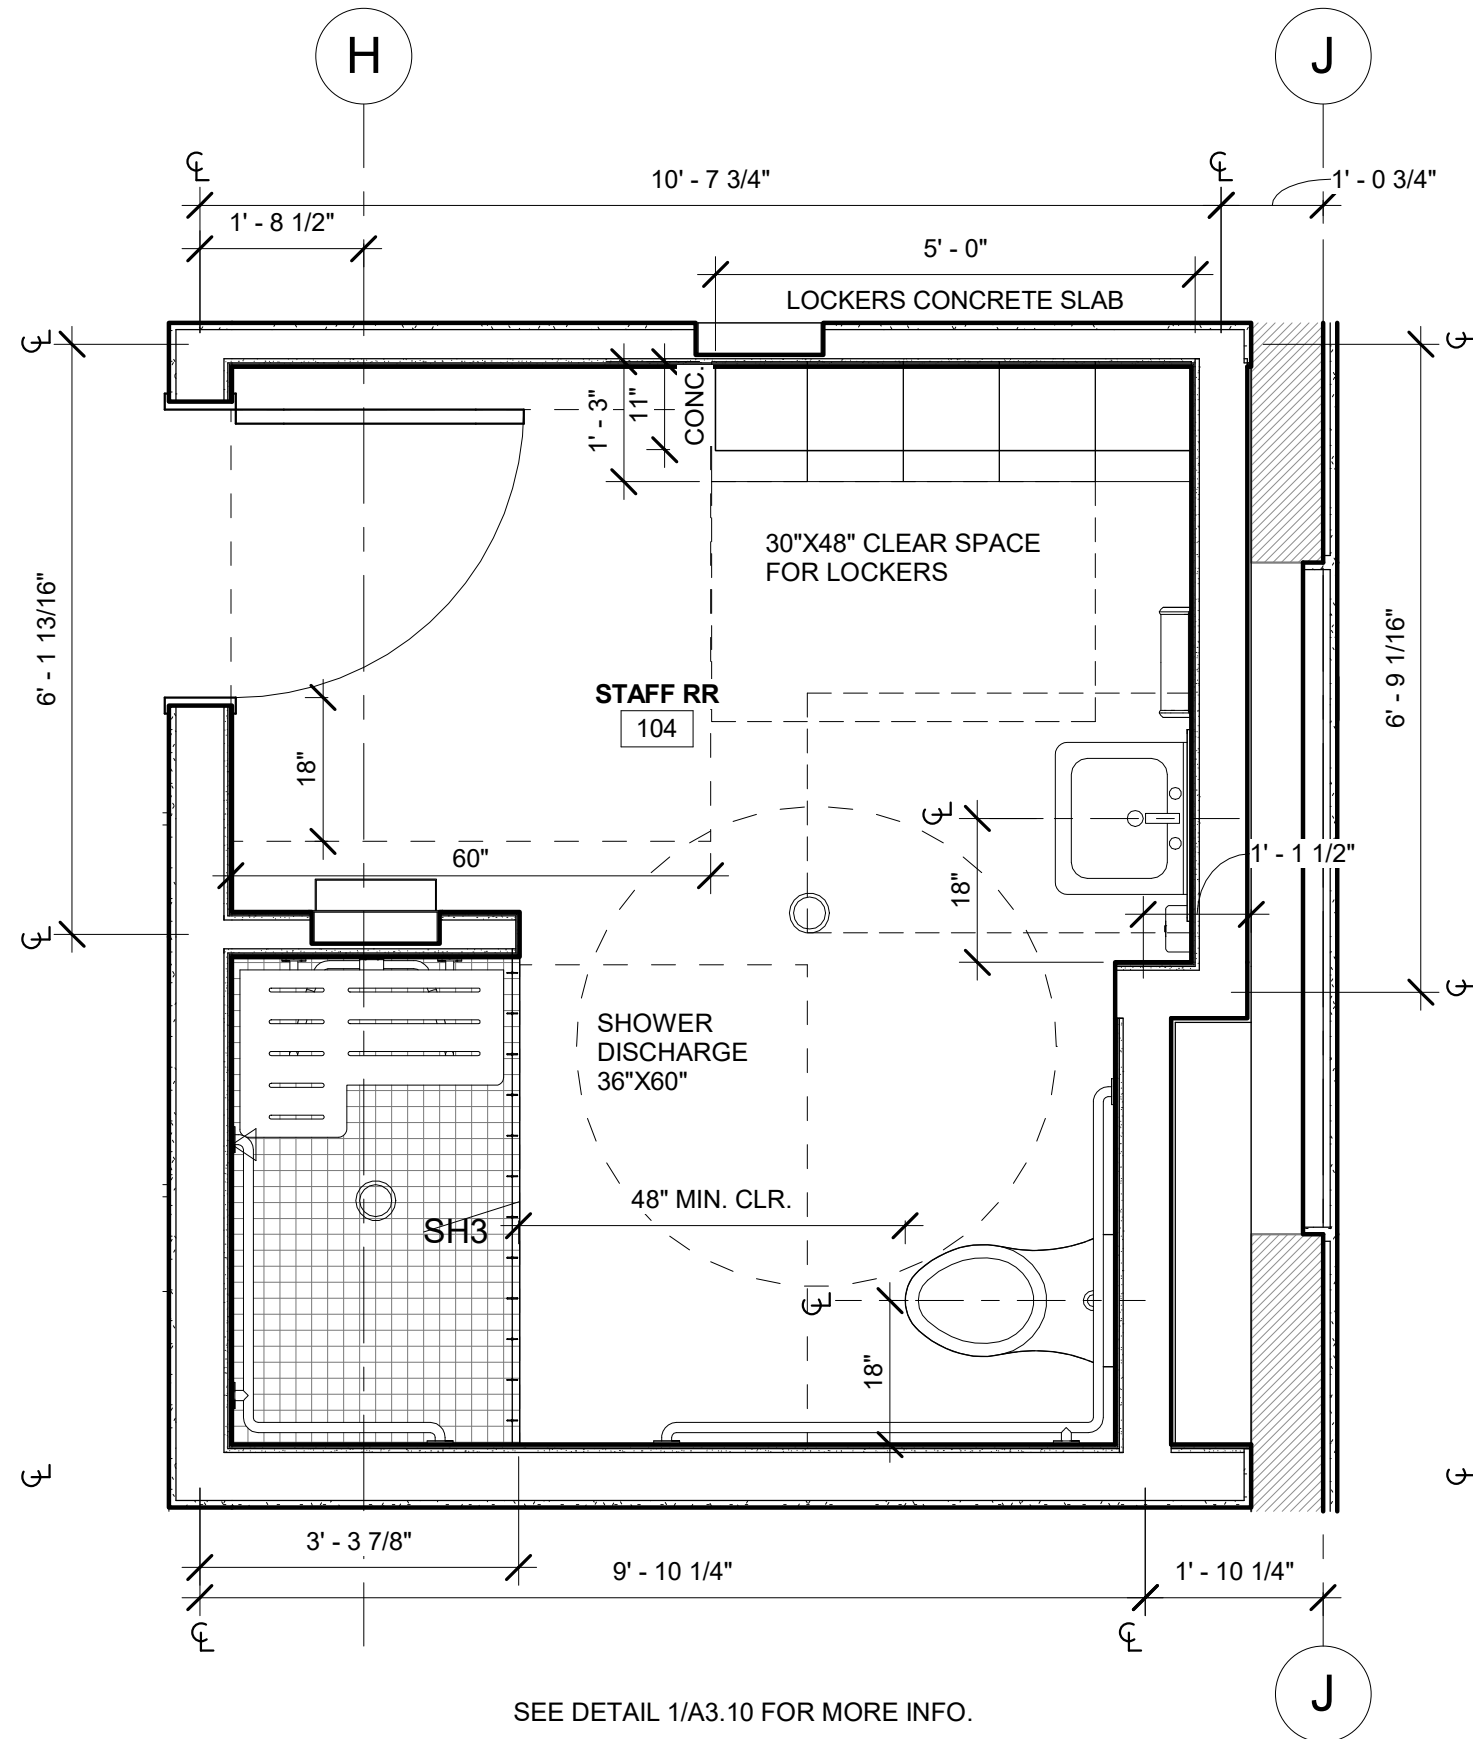 H
J
℄
℄
10' - 7 3/4"
1' - 0 3/4"
1' - 8 1/2"
5' - 0"
LOCKERS CONCRETE SLAB
℄
℄
1' - 3"
11"
CONC.
30"X48" CLEAR SPACE
FOR LOCKERS
6' - 1 13/16"
6' - 9 1/16"
STAFF RR
104
18"
℄
60"
1' - 1 1/2"
18"
℄
℄
SHOWER
DISCHARGE
36"X60"
48" MIN. CLR.
SH3
℄
18"
℄
℄
3' - 3 7/8"
9' - 10 1/4"
1' - 10 1/4"
℄
℄
J
SEE DETAIL 1/A3.10 FOR MORE INFO.